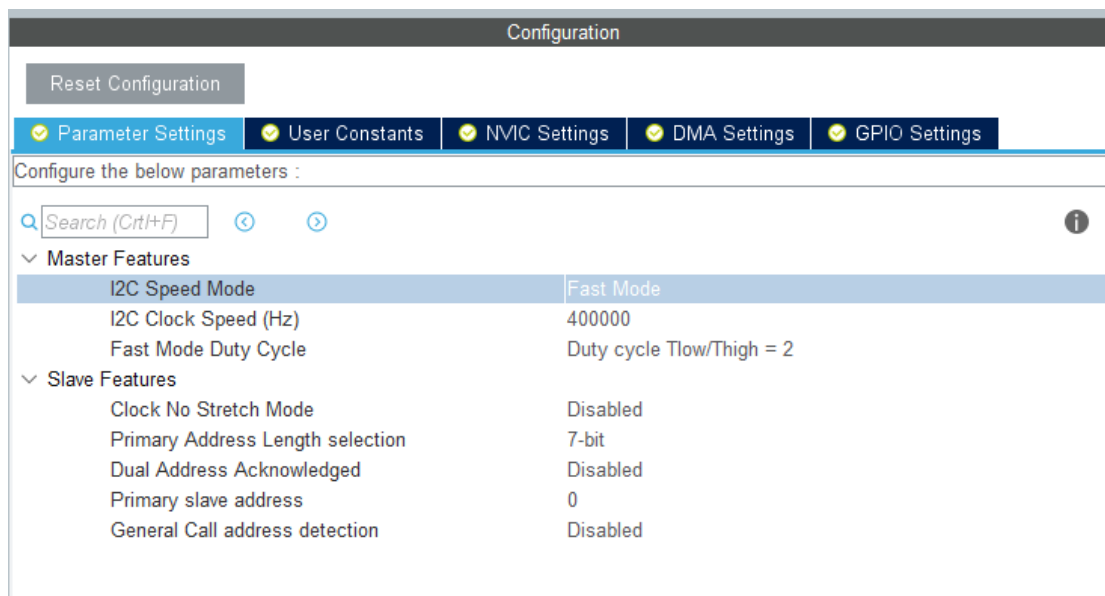 Configuration
Reset Configuration
Parameter Settings User Constants NVIC Settings DMA Settings GPIO Settings
Configure the below parameters :
Search (Crtl+F)
Master Features
I2C Speed Mode Fast Mode
I2C Clock Speed (Hz) 400000
Fast Mode Duty Cycle Duty cycle Tlow/Thigh = 2
Slave Features
Clock No Stretch Mode Disabled
Primary Address Length selection 7-bit
Dual Address Acknowledged Disabled
Primary slave address 0
General Call address detection Disabled